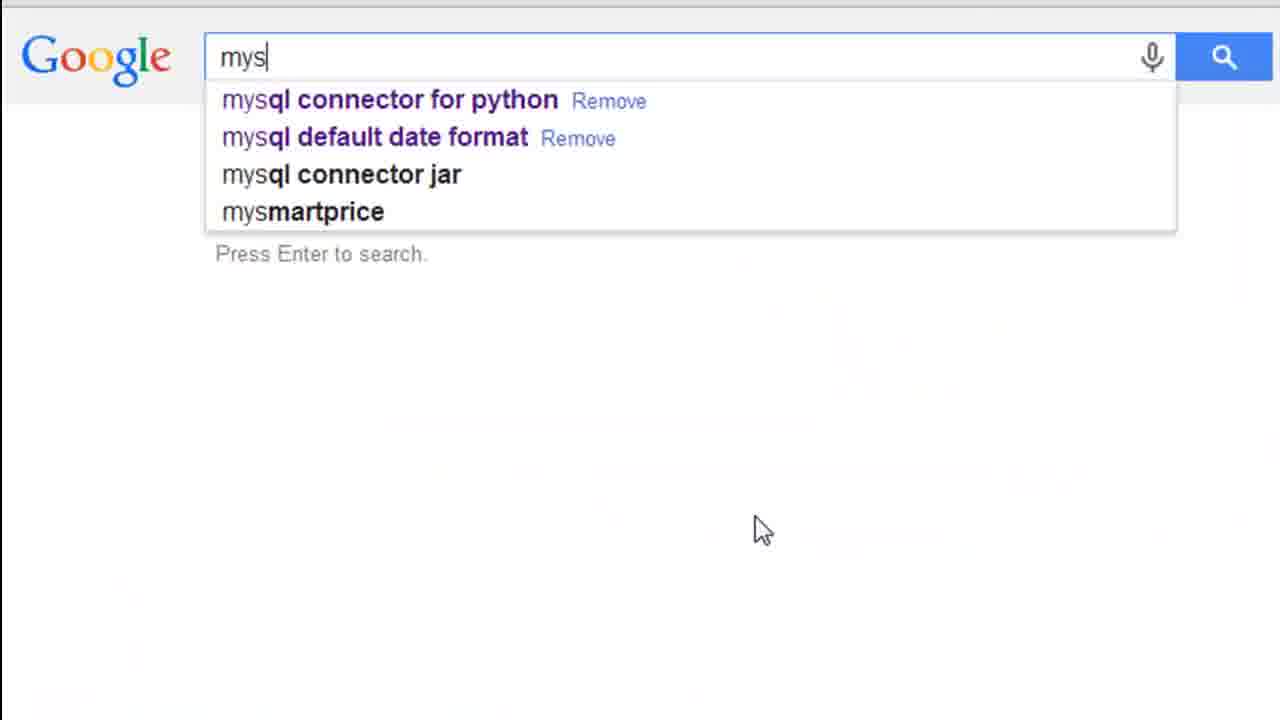 Google
mys
mysql connector for python Remove
mysql default date format Remove
mysql connector jar
mysmartprice
Press Enter to search.